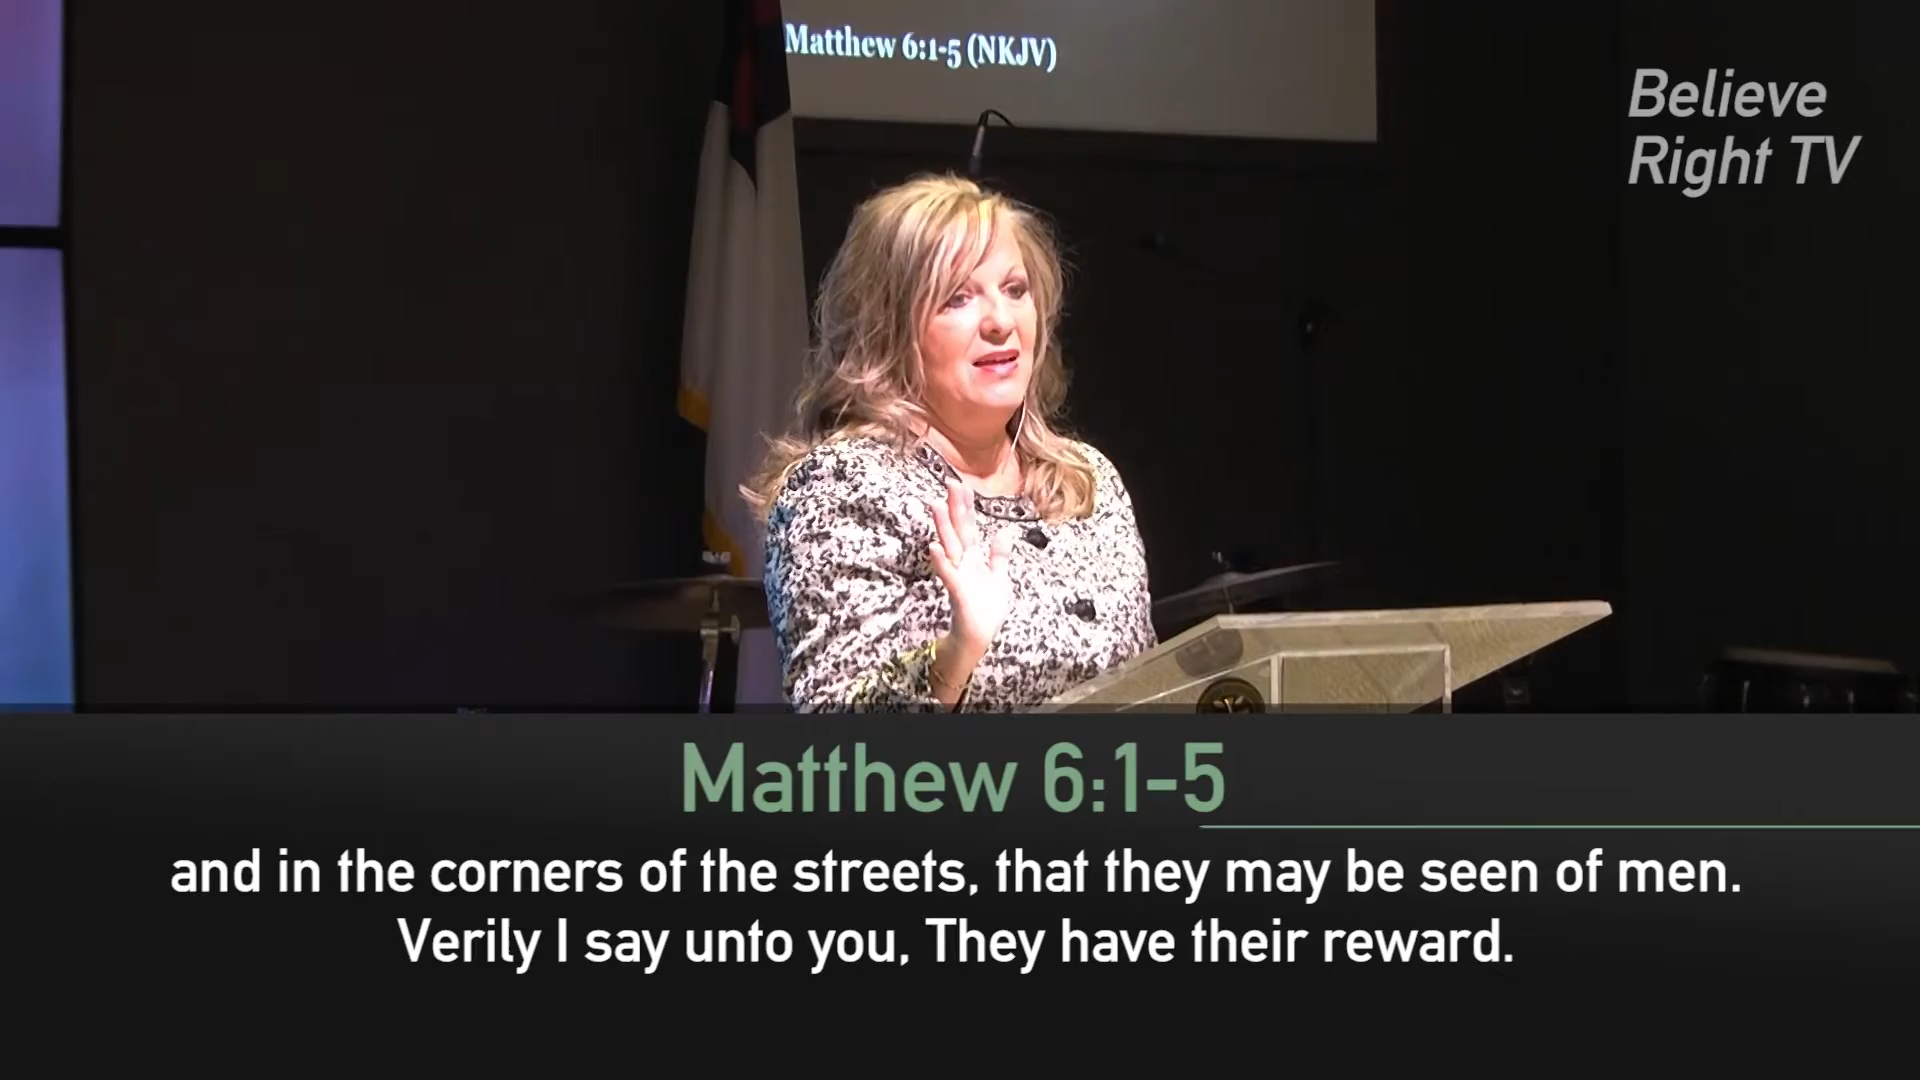 Matthew 6:1-5 (NKJV)
Believe
Right TV
Matthew 6:1-5
and in the corners of the streets, that they may be seen of men.
Verily I say unto you, They have their reward.